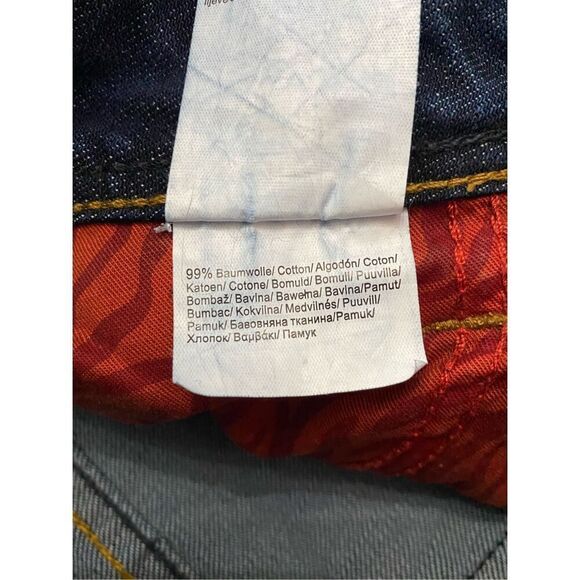 99% Baumwolle/ Cotton/ Algodón/ Coton/
Katoen/ Cotone/ Bomuld/ Bomull/ Puuvilla/
Bombaž/ Bavlna/ Bawełna/ Bavlna/Pamut/
Bumbac/ Kokvilna/ Medvilnės/ Puuvill/
Pamuk/ Бавовняна тканина/Pamuk/
Хлопок/ Βαμβάκι/ Памук